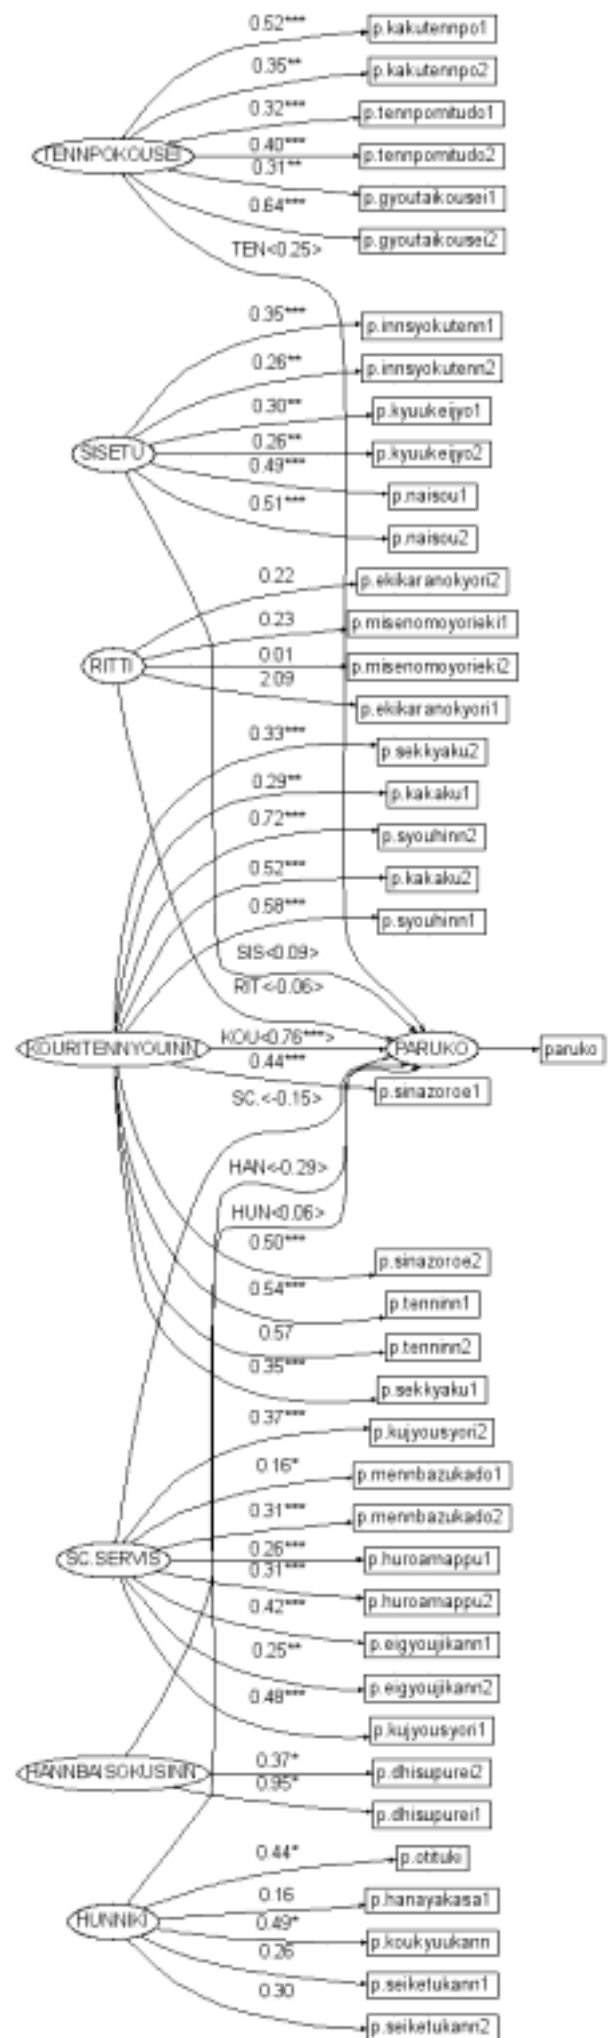 0.52***
p.kakutennpo1
0.35**
p.kakutennpo2
0.32***
p.tennpomitudo1
TENNPOKOUSEI
0.40***
p.tennpomitudo2
0.31**
p.gyoutaikousei1
0.64***
p.gyoutaikousei2
TEN<0.25>
0.35***
p.innsyokutenn1
0.26**
p.innsyokutenn2
0.30**
p.kyuukeijyo1
SISETU
0.26**
p.kyuukeijyo2
0.49***
p.naisou1
0.51***
p.naisou2
0.22
p.ekikaranokyori2
0.23
p.misenomoyorieki1
RITTI
0.01
p.misenomoyorieki2
2.09
p.ekikaranokyori1
0.33***
p.sekkyaku2
0.29**
p.kakaku1
0.72***
p.syouhinn2
0.52***
p.kakaku2
0.58***
p.syouhinn1
SIS<0.09>
RIT<-0.06>
KOURITENNYOUINN
KOU<0.76***>
PARUKO
paruko
0.44***
p.sinazoroe1
SC.<-0.15>
HAN<-0.29>
HUN<0.06>
0.50***
p.sinazoroe2
0.54***
p.tenninn1
0.57
p.tenninn2
0.35***
p.sekkyaku1
0.37***
p.kujyousyori2
0.16*
p.mennbazukado1
0.31***
p.mennbazukado2
SC.SERVIS
0.26***
p.huroamappu1
0.31***
p.huroamappu2
0.42***
p.eigyoujikann1
0.25**
p.eigyoujikann2
0.48***
p.kujyousyori1
HANNBAISOKUSINN
0.37*
p.dhisupurei2
0.95*
p.dhisupurei1
0.44*
p.otituki
0.16
p.hanayakasa1
HUNNIKI
0.49*
p.koukyuukann
0.26
p.seiketukann1
0.30
p.seiketukann2